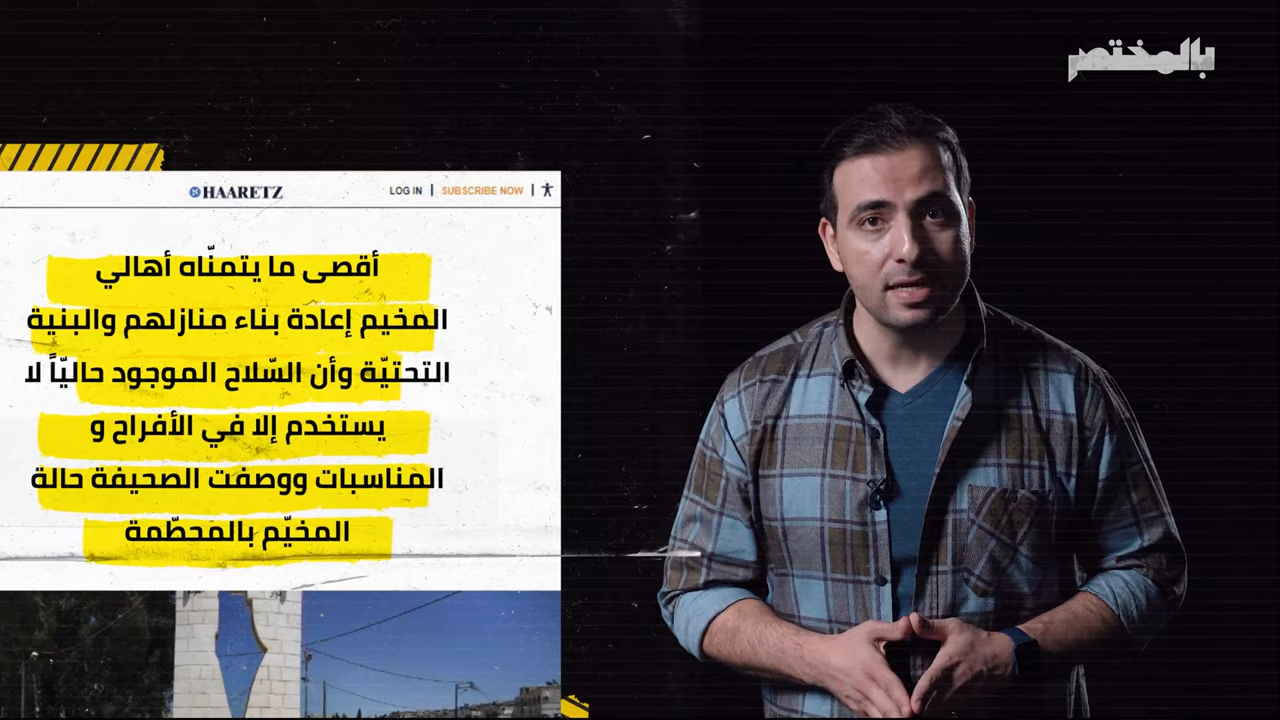 بالمختصر
HAARETZ
LOG IN | SUBSCRIBE NOW |
أقصى ما يتمنّاه أهالي
المخيم إعادة بناء منازلهم والبنية
التحتيّة وأن السّلاح الموجود حاليّاً لا
يستخدم إلا في الأفراح و
المناسبات ووصفت الصحيفة حالة
المخيّم بالمحطّمة